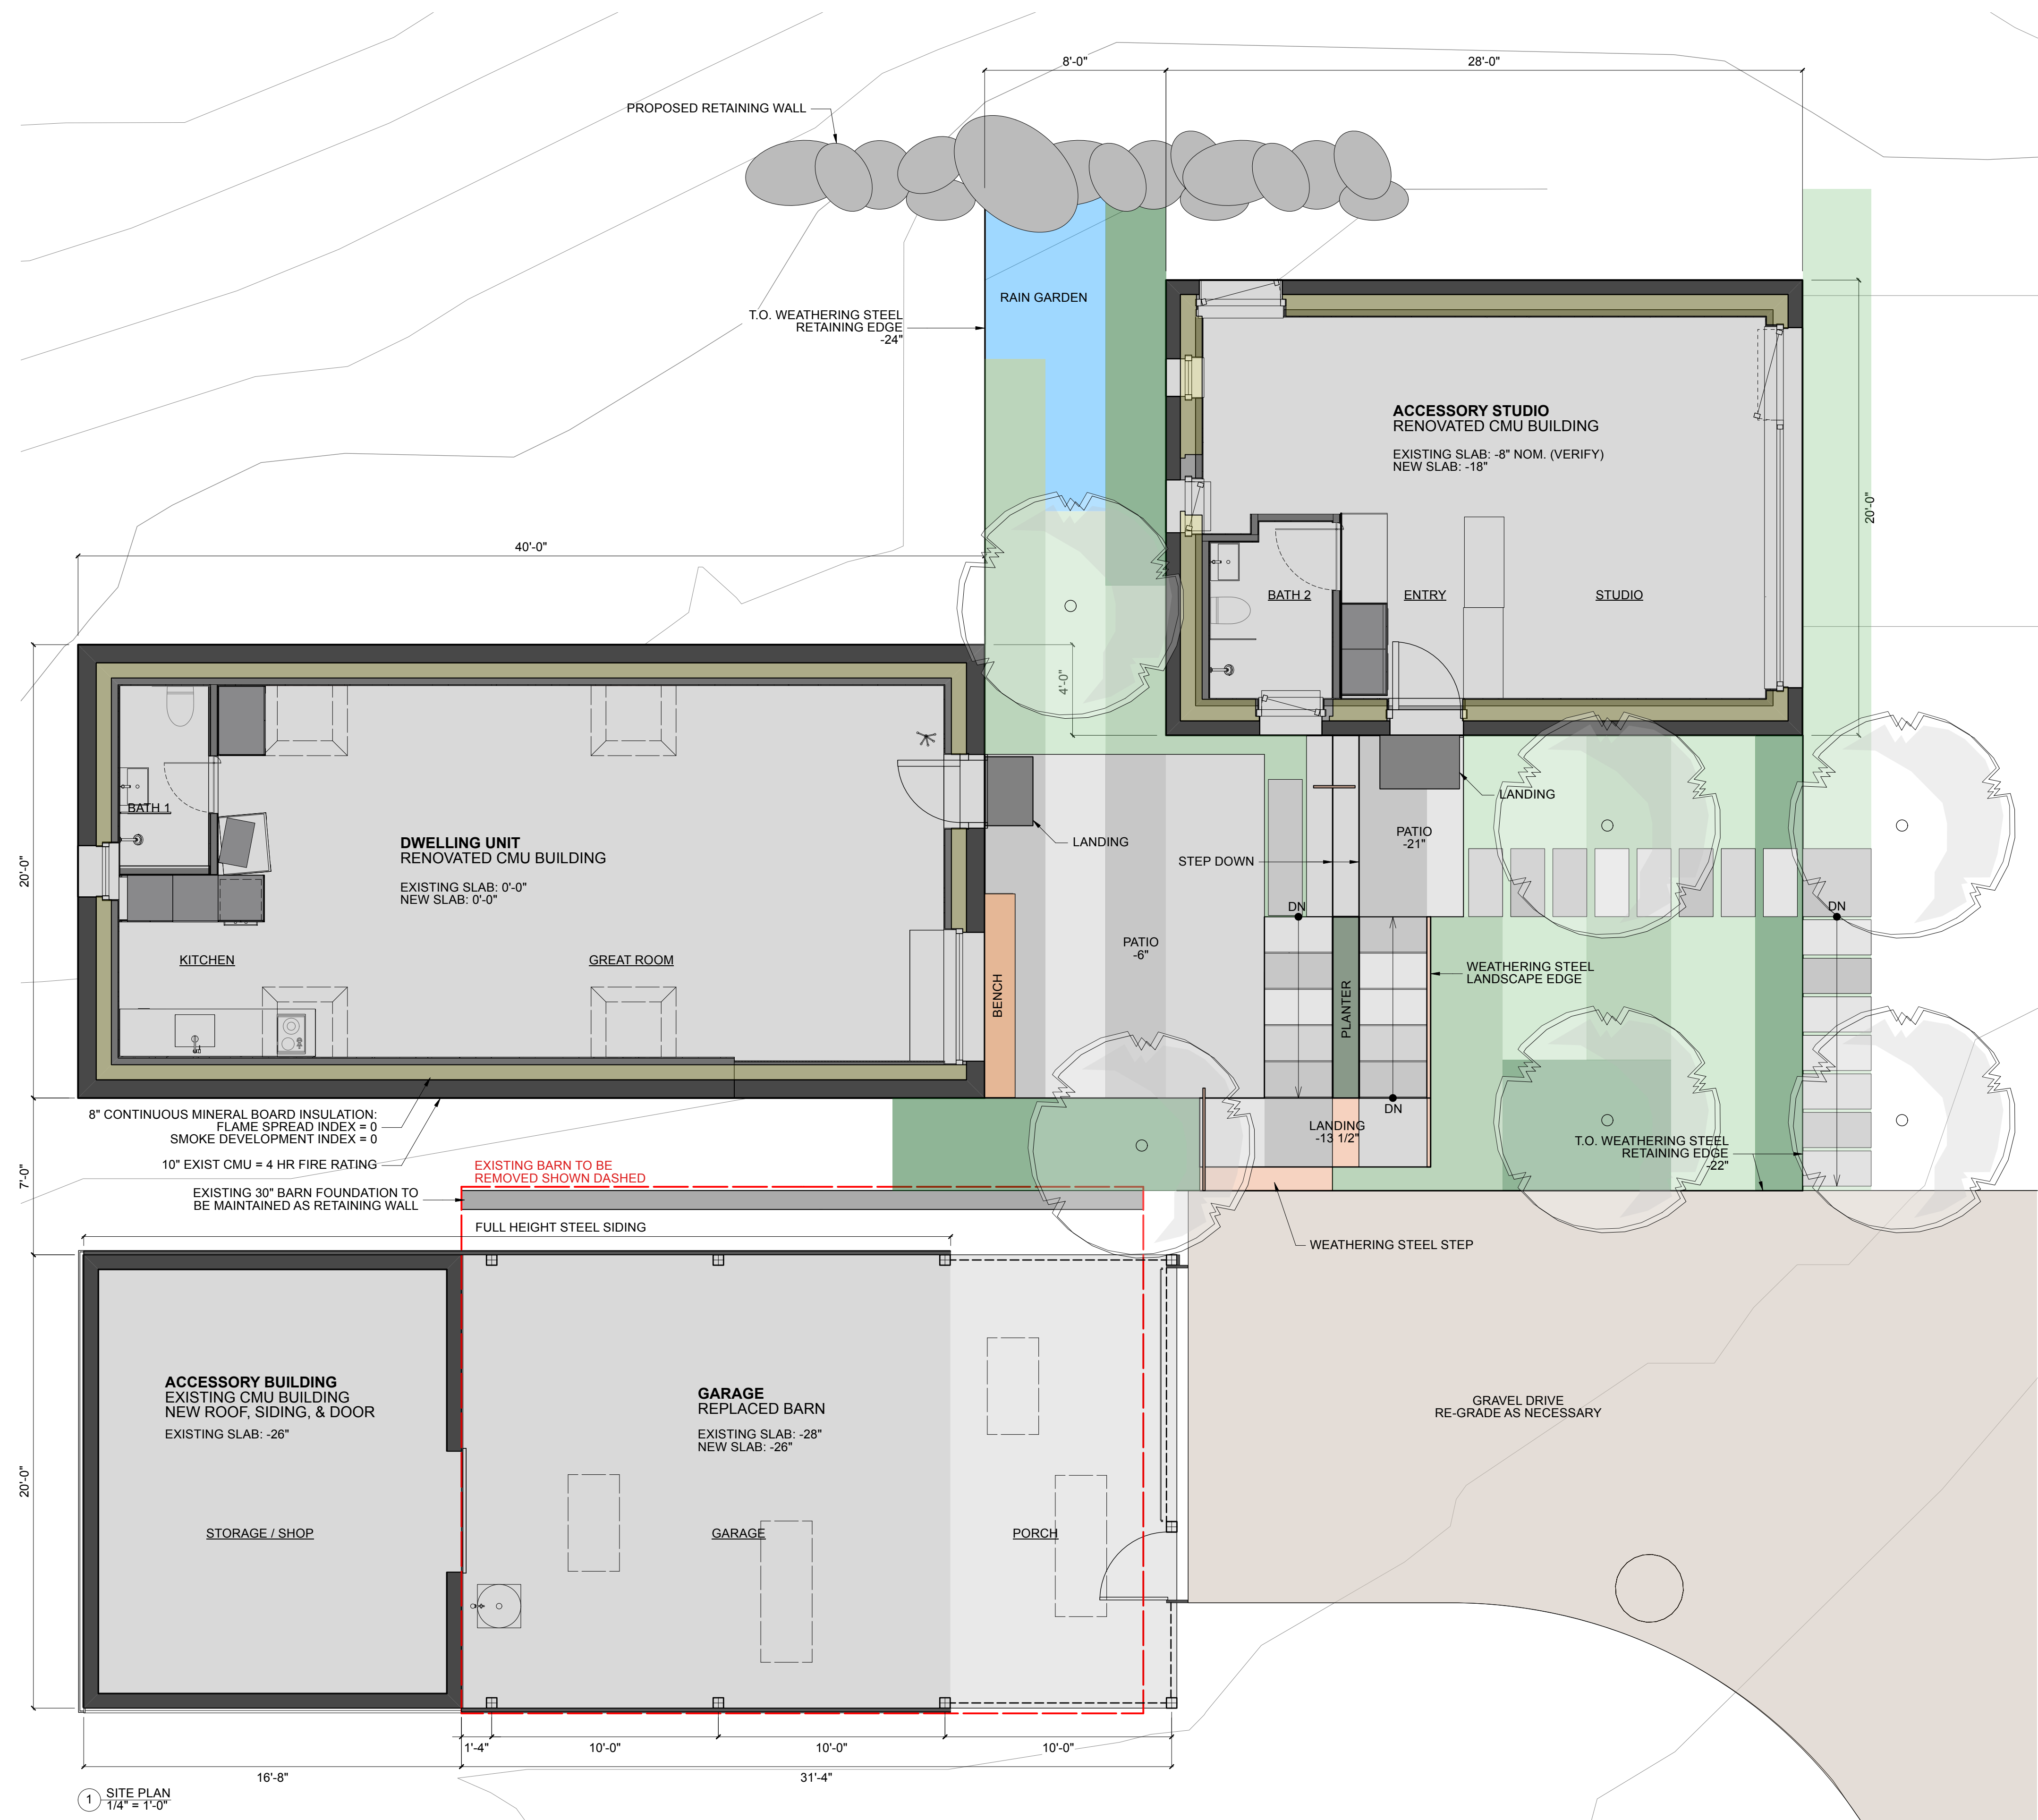 8'-0"
28'-0"
PROPOSED RETAINING WALL
RAIN GARDEN
T.O. WEATHERING STEEL
RETAINING EDGE
-24"
ACCESSORY STUDIO
RENOVATED CMU BUILDING
EXISTING SLAB: -8" NOM. (VERIFY)
NEW SLAB: -18"
20'-0"
40'-0"
BATH 2
ENTRY
STUDIO
4'-0"
BATH 1
DWELLING UNIT
RENOVATED CMU BUILDING
EXISTING SLAB: 0'-0"
NEW SLAB: 0'-0"
20'-0"
LANDING
LANDING
PATIO
-21"
STEP DOWN
DN
DN
PATIO
-6"
KITCHEN
GREAT ROOM
BENCH
PLANTER
WEATHERING STEEL
LANDSCAPE EDGE
DN
LANDING
-13 1/2"
8" CONTINUOUS MINERAL BOARD INSULATION:
FLAME SPREAD INDEX = 0
SMOKE DEVELOPMENT INDEX = 0
10" EXIST CMU = 4 HR FIRE RATING
T.O. WEATHERING STEEL
RETAINING EDGE
-22"
7'-0"
EXISTING BARN TO BE
REMOVED SHOWN DASHED
EXISTING 30" BARN FOUNDATION TO
BE MAINTAINED AS RETAINING WALL
FULL HEIGHT STEEL SIDING
WEATHERING STEEL STEP
ACCESSORY BUILDING
EXISTING CMU BUILDING
NEW ROOF, SIDING, & DOOR
EXISTING SLAB: -26"
GARAGE
REPLACED BARN
EXISTING SLAB: -28"
NEW SLAB: -26"
GRAVEL DRIVE
RE-GRADE AS NECESSARY
20'-0"
STORAGE / SHOP
GARAGE
PORCH
1'-4"
10'-0"
10'-0"
10'-0"
16'-8"
31'-4"
1
SITE PLAN
1/4" = 1'-0"